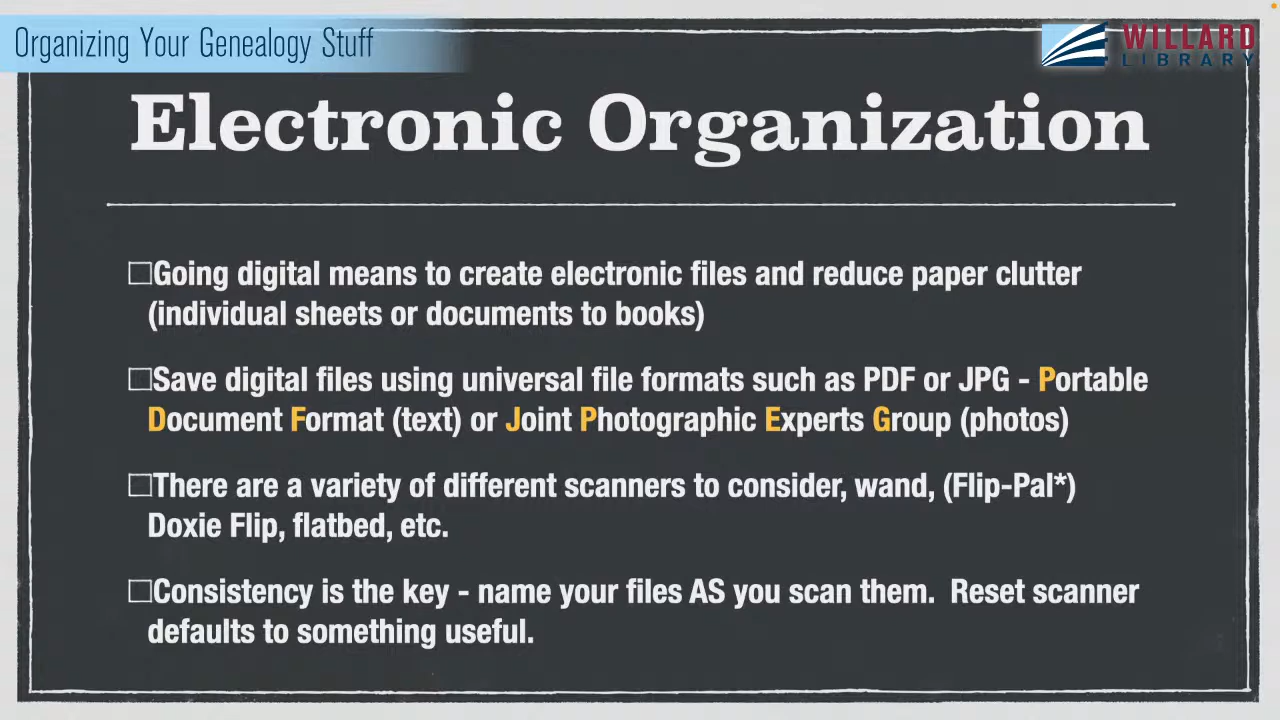 Organizing Your Genealogy Stuff
WILLARD
LIBRARY
Electronic Organization
Going digital means to create electronic files and reduce paper clutter
(individual sheets or documents to books)
Save digital files using universal file formats such as PDF or JPG - Portable
Document Format (text) or Joint Photographic Experts Group (photos)
There are a variety of different scanners to consider, wand, (Flip-Pal*)
Doxie Flip, flatbed, etc.
Consistency is the key - name your files AS you scan them.  Reset scanner
defaults to something useful.